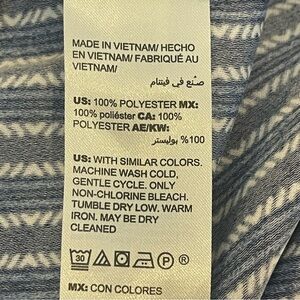 MADE IN VIETNAM/ HECHO
EN VIETNAM/ FABRIQUÉ AU
VIETNAM/
صنع في فيتنام
US: 100% POLYESTER MX:
100% poliéster CA: 100%
POLYESTER AE/KW:
100% بوليستر
US: WITH SIMILAR COLORS.
MACHINE WASH COLD,
GENTLE CYCLE. ONLY
NON-CHLORINE BLEACH.
TUMBLE DRY LOW. WARM
IRON. MAY BE DRY
CLEANED
30 P ®
MX: CON COLORES